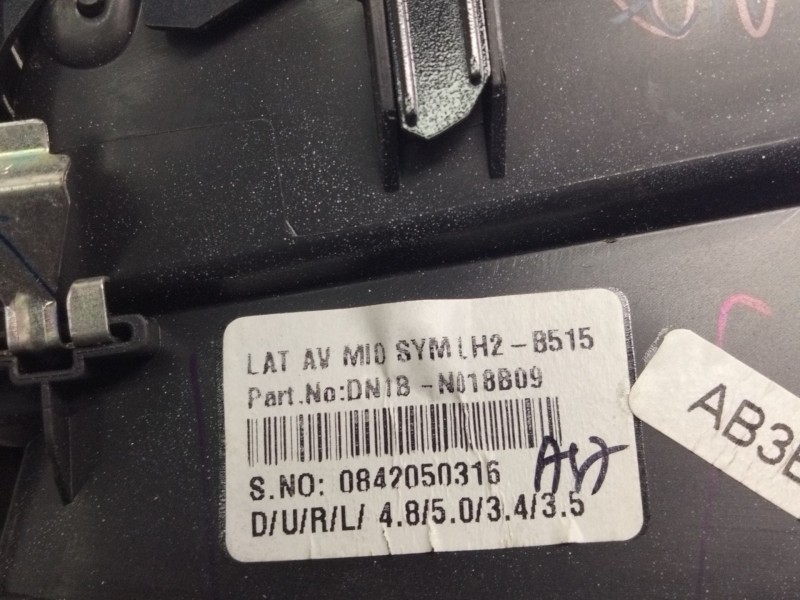 LAT AV MID SYM LH2-B515
Part.No:DN1B-N018B09
S.NO: 0842050316
D/U/R/L/ 4.8/5.0/3.4/3.5